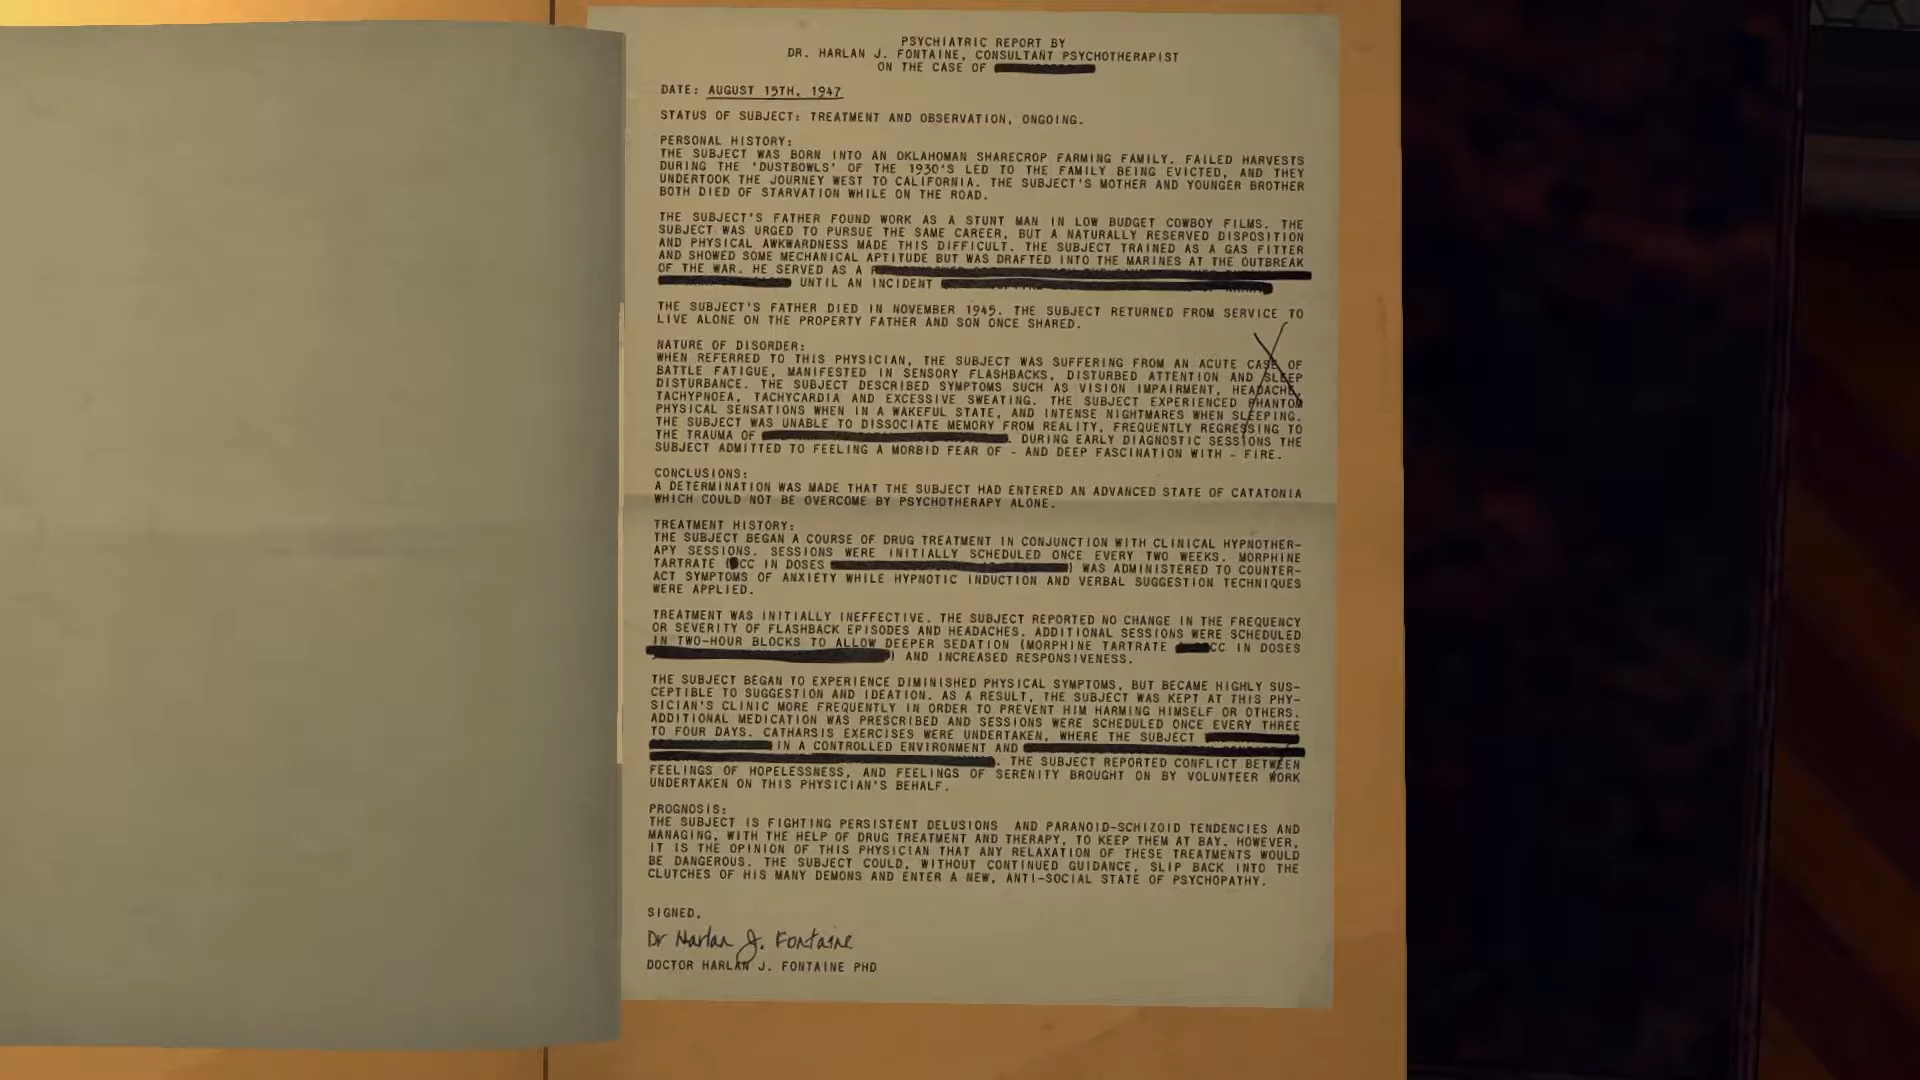 PSYCHIATRIC REPORT BY
DR. HARLAN J. FONTAINE, CONSULTANT PSYCHOTHERAPIST
ON THE CASE OF
DATE: AUGUST 15TH, 1947
STATUS OF SUBJECT: TREATMENT AND OBSERVATION, ONGOING.
PERSONAL HISTORY:
THE SUBJECT WAS BORN INTO AN OKLAHOMAN SHARECROP FARMING FAMILY. FAILED HARVESTS
DURING THE 'DUSTBOWLS' OF THE 1930'S LED TO THE FAMILY BEING EVICTED, AND THEY
UNDERTOOK THE JOURNEY WEST TO CALIFORNIA. THE SUBJECT'S MOTHER AND YOUNGER BROTHER
BOTH DIED OF STARVATION WHILE ON THE ROAD.
THE SUBJECT'S FATHER FOUND WORK AS A STUNT MAN IN LOW BUDGET COWBOY FILMS. THE
SUBJECT WAS URGED TO PURSUE THE SAME CAREER, BUT A NATURALLY RESERVED DISPOSITION
AND PHYSICAL AWKWARDNESS MADE THIS DIFFICULT. THE SUBJECT TRAINED AS A GAS FITTER
AND SHOWED SOME MECHANICAL APTITUDE BUT WAS DRAFTED INTO THE MARINES AT THE OUTBREAK
OF THE WAR. HE SERVED AS A
UNTIL AN INCIDENT
THE SUBJECT'S FATHER DIED IN NOVEMBER 1945. THE SUBJECT RETURNED FROM SERVICE TO
LIVE ALONE ON THE PROPERTY FATHER AND SON ONCE SHARED.
NATURE OF DISORDER:
WHEN REFERRED TO THIS PHYSICIAN, THE SUBJECT WAS SUFFERING FROM AN ACUTE CASE OF
BATTLE FATIGUE, MANIFESTED IN SENSORY FLASHBACKS, DISTURBED ATTENTION AND SLEEP
DISTURBANCE. THE SUBJECT DESCRIBED SYMPTOMS SUCH AS VISION IMPAIRMENT, HEADACHE,
TACHYPNOEA, TACHYCARDIA AND EXCESSIVE SWEATING. THE SUBJECT EXPERIENCED PHANTOM
PHYSICAL SENSATIONS WHEN IN A WAKEFUL STATE, AND INTENSE NIGHTMARES WHEN SLEEPING.
THE SUBJECT WAS UNABLE TO DISSOCIATE MEMORY FROM REALITY, FREQUENTLY REGRESSING TO
THE TRAUMA OF . DURING EARLY DIAGNOSTIC SESSIONS THE
SUBJECT ADMITTED TO FEELING A MORBID FEAR OF - AND DEEP FASCINATION WITH - FIRE.
CONCLUSIONS:
A DETERMINATION WAS MADE THAT THE SUBJECT HAD ENTERED AN ADVANCED STATE OF CATATONIA
WHICH COULD NOT BE OVERCOME BY PSYCHOTHERAPY ALONE.
TREATMENT HISTORY:
THE SUBJECT BEGAN A COURSE OF DRUG TREATMENT IN CONJUNCTION WITH CLINICAL HYPNOTHER-
APY SESSIONS. SESSIONS WERE INITIALLY SCHEDULED ONCE EVERY TWO WEEKS. MORPHINE
TARTRATE ( CC IN DOSES ) WAS ADMINISTERED TO COUNTER-
ACT SYMPTOMS OF ANXIETY WHILE HYPNOTIC INDUCTION AND VERBAL SUGGESTION TECHNIQUES
WERE APPLIED.
TREATMENT WAS INITIALLY INEFFECTIVE. THE SUBJECT REPORTED NO CHANGE IN THE FREQUENCY
OR SEVERITY OF FLASHBACK EPISODES AND HEADACHES. ADDITIONAL SESSIONS WERE SCHEDULED
IN TWO-HOUR BLOCKS TO ALLOW DEEPER SEDATION (MORPHINE TARTRATE CC IN DOSES
) AND INCREASED RESPONSIVENESS.
THE SUBJECT BEGAN TO EXPERIENCE DIMINISHED PHYSICAL SYMPTOMS, BUT BECAME HIGHLY SUS-
CEPTIBLE TO SUGGESTION AND IDEATION. AS A RESULT, THE SUBJECT WAS KEPT AT THIS PHY-
SICIAN'S CLINIC MORE FREQUENTLY IN ORDER TO PREVENT HIM HARMING HIMSELF OR OTHERS.
ADDITIONAL MEDICATION WAS PRESCRIBED AND SESSIONS WERE SCHEDULED ONCE EVERY THREE
TO FOUR DAYS. CATHARSIS EXERCISES WERE UNDERTAKEN, WHERE THE SUBJECT
IN A CONTROLLED ENVIRONMENT AND
. THE SUBJECT REPORTED CONFLICT BETWEEN
FEELINGS OF HOPELESSNESS, AND FEELINGS OF SERENITY BROUGHT ON BY VOLUNTEER WORK
UNDERTAKEN ON THIS PHYSICIAN'S BEHALF.
PROGNOSIS:
THE SUBJECT IS FIGHTING PERSISTENT DELUSIONS AND PARANOID-SCHIZOID TENDENCIES AND
MANAGING, WITH THE HELP OF DRUG TREATMENT AND THERAPY, TO KEEP THEM AT BAY. HOWEVER,
IT IS THE OPINION OF THIS PHYSICIAN THAT ANY RELAXATION OF THESE TREATMENTS WOULD
BE DANGEROUS. THE SUBJECT COULD, WITHOUT CONTINUED GUIDANCE, SLIP BACK INTO THE
CLUTCHES OF HIS MANY DEMONS AND ENTER A NEW, ANTI-SOCIAL STATE OF PSYCHOPATHY.
SIGNED,
Dr Harlan J. Fontaine
DOCTOR HARLAN J. FONTAINE PHD